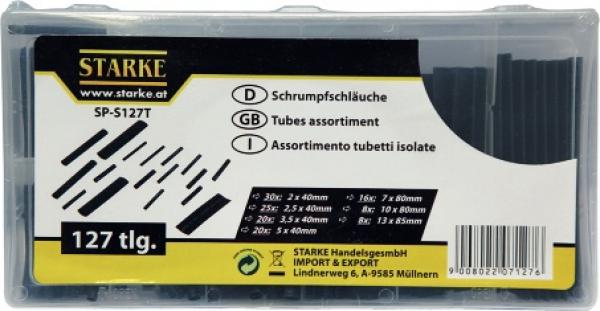 STARKE
www.starke.at
SP-S127T
D Schrumpfschläuche
GB Tubes assortment
I Assortimento tubetti isolate
30x: 2 x 40mm
25x: 2,5 x 40mm
20x: 3,5 x 40mm
20x: 5 x 40mm
16x: 7 x 80mm
8x: 10 x 80mm
8x: 13 x 85mm
127 tlg.
STARKE HandelsgesmbH
IMPORT & EXPORT
Lindnerweg 6, A-9585 Müllnern
9 008022 071276